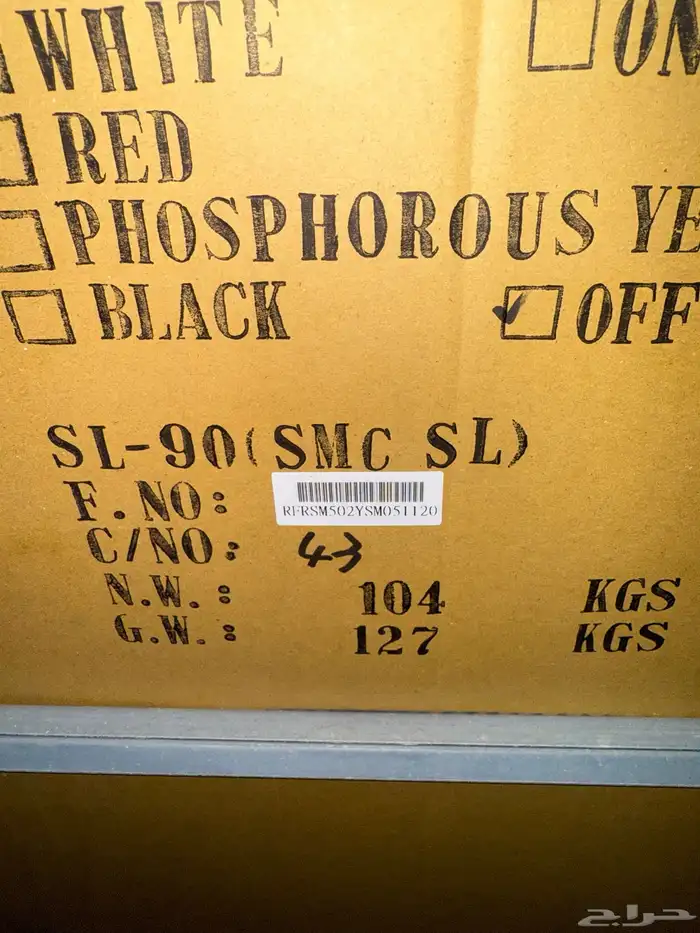 WHITE
ON
RED
PHOSPHOROUS YE
BLACK
OFF
SL-90(SMC SL)
F.NO:
RFRSM502YSM051120
C/NO: 43
N.W.: 104 KGS
G.W.: 127 KGS
حراج